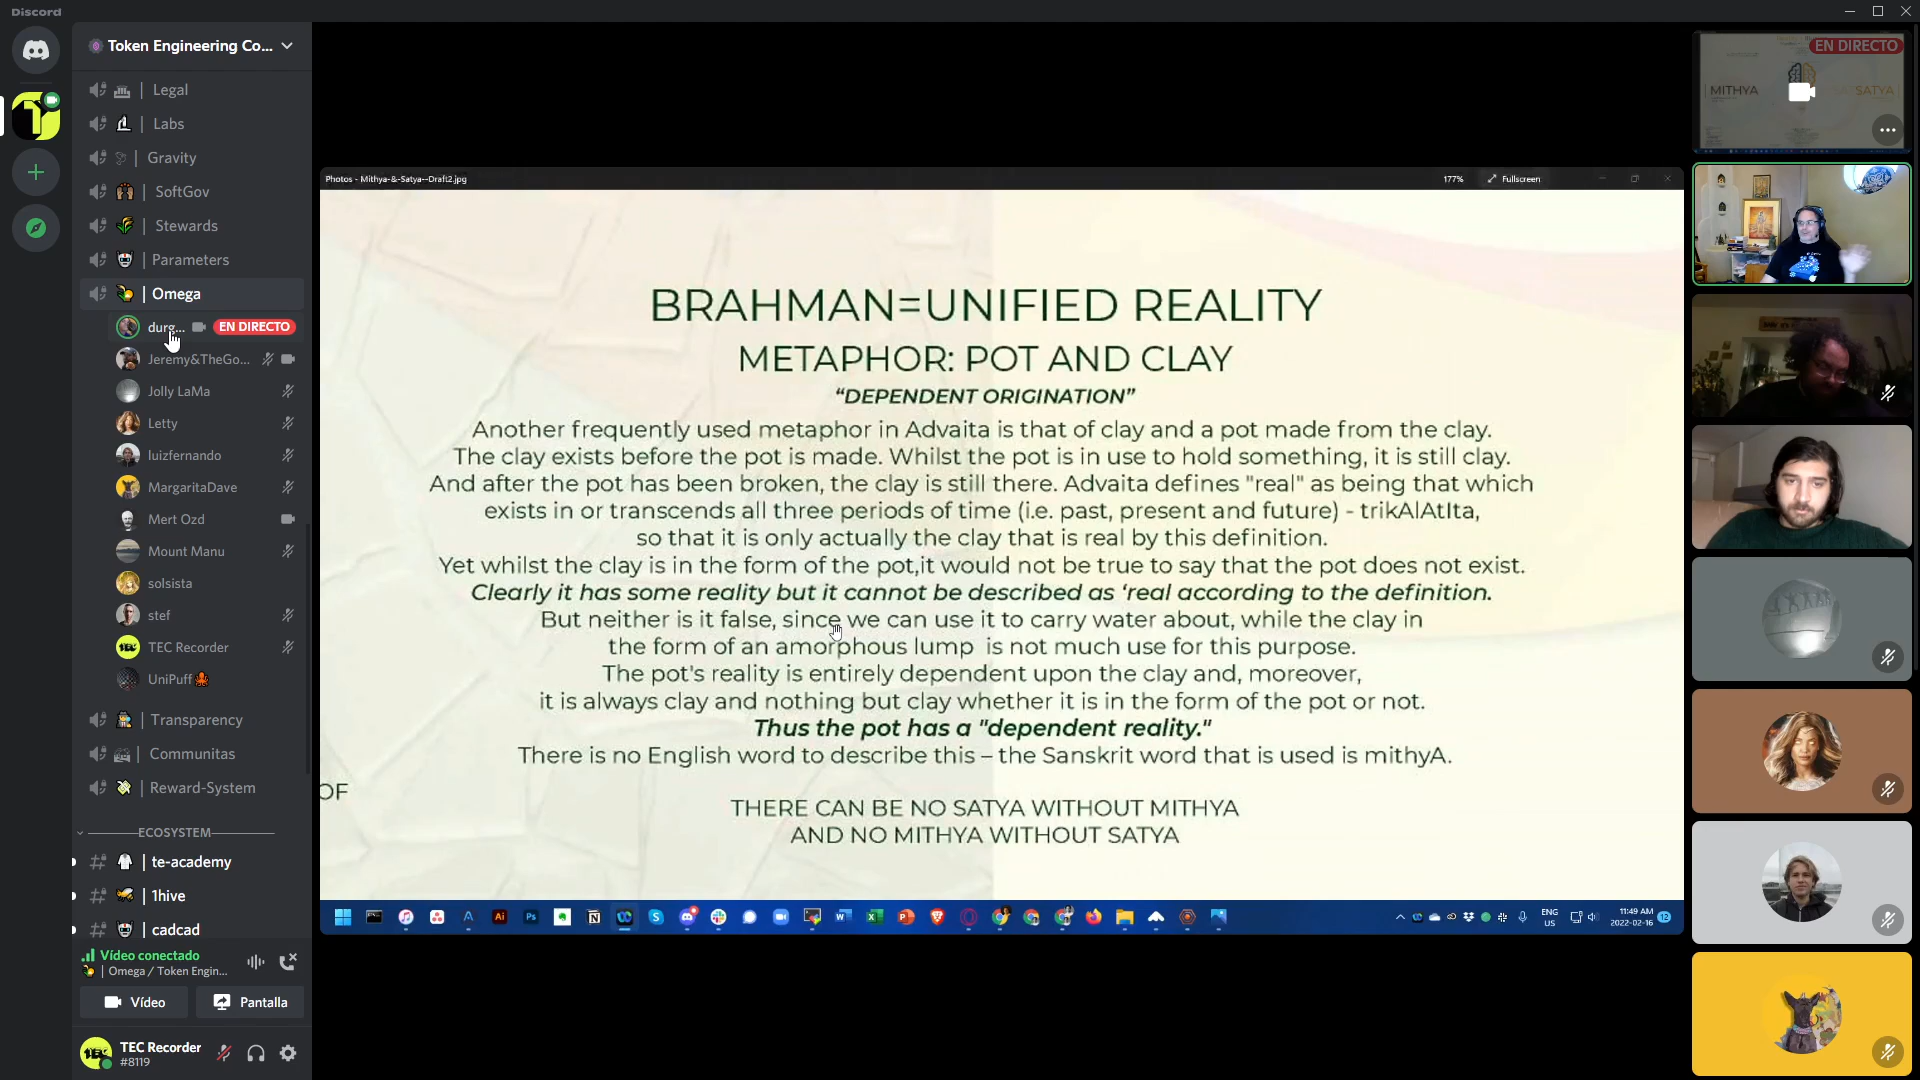 Discord
Token Engineering Co...
Legal
Labs
Gravity
SoftGov
Stewards
Parameters
Omega
durg... EN DIRECTO
Jeremy&TheGo...
Jolly LaMa
Letty
luizfernando
MargaritaDave
Mert Ozd
Mount Manu
solsista
stef
TEC Recorder
UniPuff
Transparency
Communitas
Reward-System
ECOSYSTEM
te-academy
1hive
cadcad
Vídeo conectado
| Omega / Token Engin...
Vídeo Pantalla
TEC Recorder
#8119
Photos - Mithya-&-Satya--Draft2.jpg 177% Fullscreen
BRAHMAN=UNIFIED REALITY
METAPHOR: POT AND CLAY
“DEPENDENT ORIGINATION”
Another frequently used metaphor in Advaita is that of clay and a pot made from the clay.
The clay exists before the pot is made. Whilst the pot is in use to hold something, it is still clay.
And after the pot has been broken, the clay is still there. Advaita defines "real" as being that which
exists in or transcends all three periods of time (i.e. past, present and future) - trikAlAtIta,
so that it is only actually the clay that is real by this definition.
Yet whilst the clay is in the form of the pot,it would not be true to say that the pot does not exist.
Clearly it has some reality but it cannot be described as ‘real according to the definition.
But neither is it false, since we can use it to carry water about, while the clay in
the form of an amorphous lump is not much use for this purpose.
The pot's reality is entirely dependent upon the clay and, moreover,
it is always clay and nothing but clay whether it is in the form of the pot or not.
Thus the pot has a "dependent reality."
There is no English word to describe this – the Sanskrit word that is used is mithyA.
OF
THERE CAN BE NO SATYA WITHOUT MITHYA
AND NO MITHYA WITHOUT SATYA
ENG
US
11:49 AM
2022-02-16
12
EN DIRECTO
MITHYA
SATYA